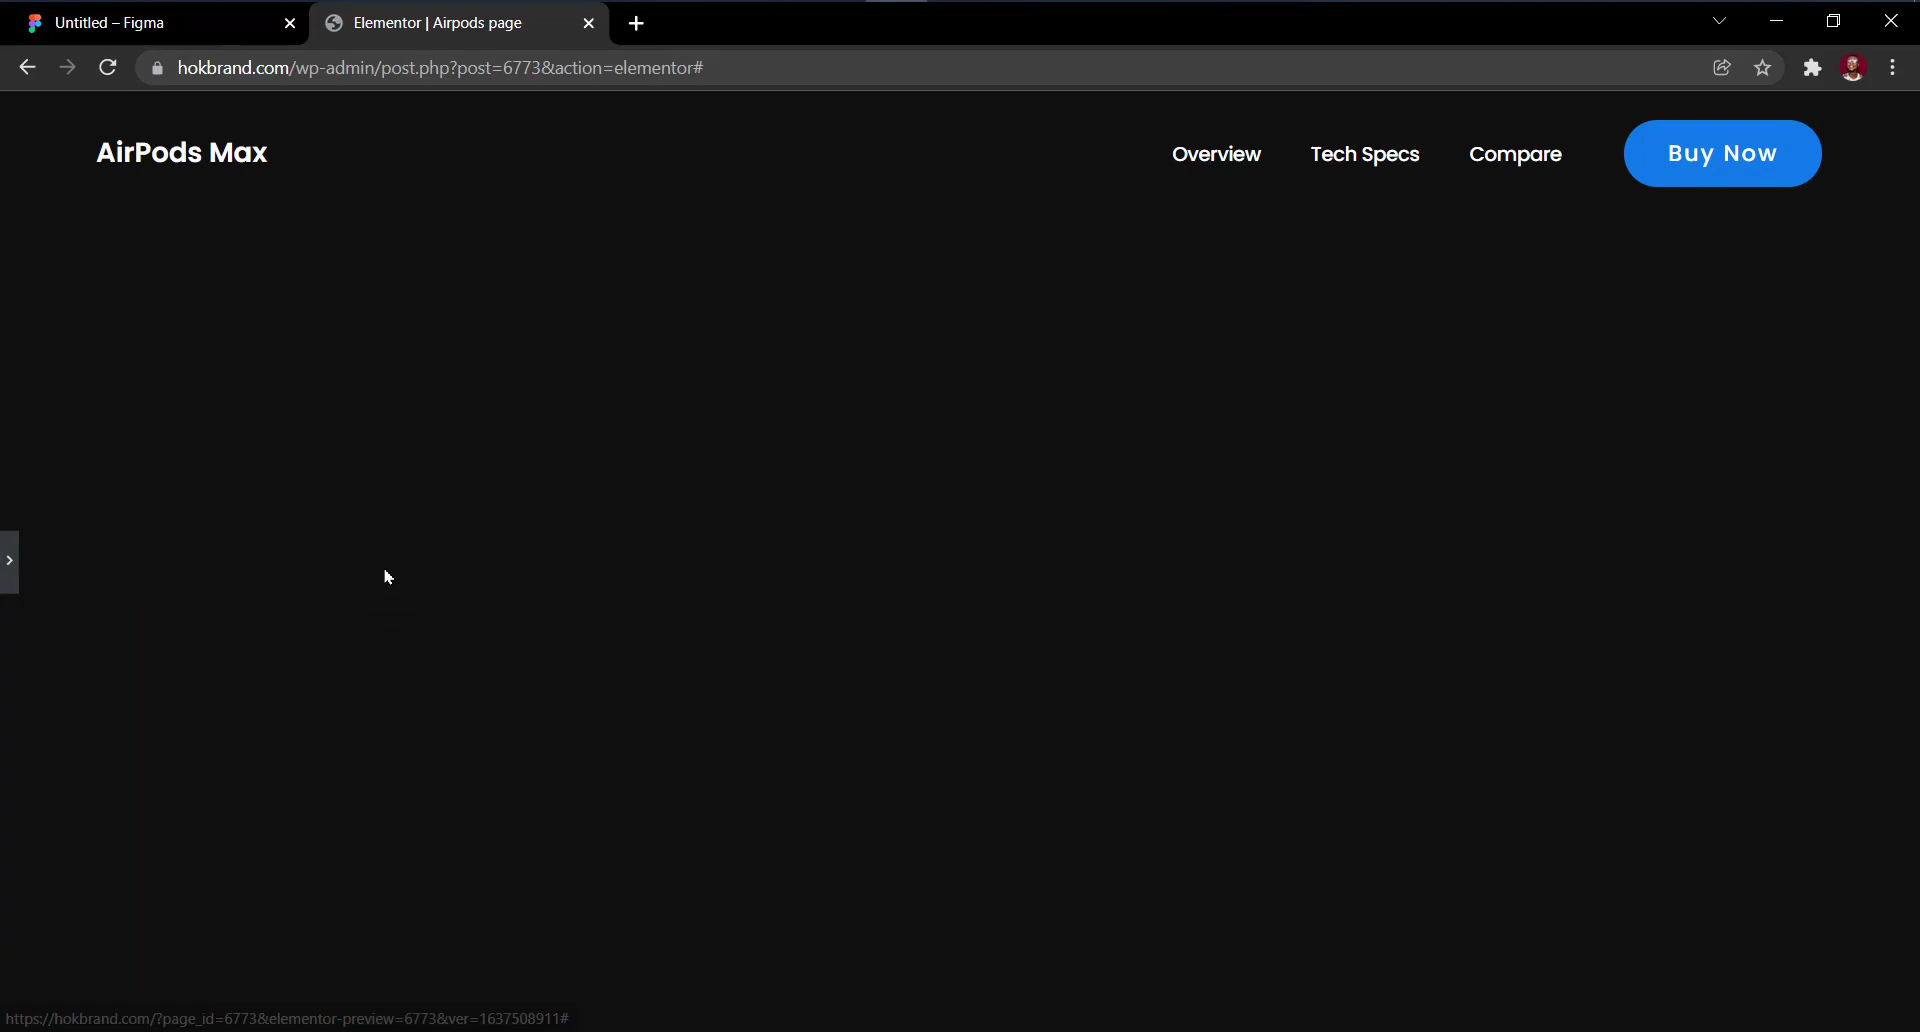 Untitled – Figma
Elementor | Airpods page
hokbrand.com/wp-admin/post.php?post=6773&action=elementor#
AirPods Max
Overview
Tech Specs
Compare
Buy Now
https://hokbrand.com/?page_id=6773&elementor-preview=6773&ver=1637508911#